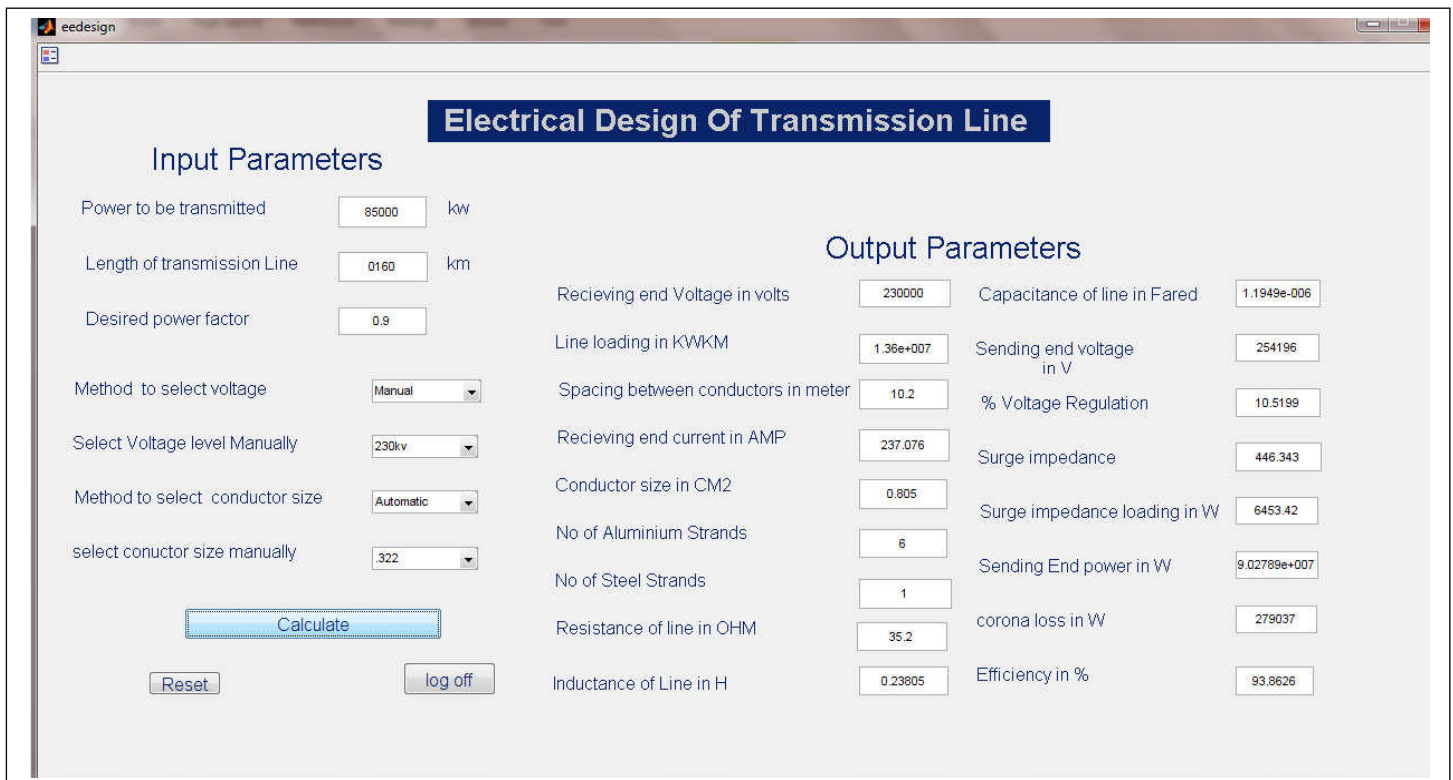 eedesign
Electrical Design Of Transmission Line
Input Parameters
Power to be transmitted 85000 kw
Length of transmission Line 0160 km
Desired power factor 0.9
Method to select voltage Manual
Select Voltage level Manually 230kv
Method to select conductor size Automatic
select conuctor size manually .322
Calculate
Reset log off
Output Parameters
Recieving end Voltage in volts 230000
Line loading in KWKM 1.36e+007
Spacing between conductors in meter 10.2
Recieving end current in AMP 237.076
Conductor size in CM2 0.805
No of Aluminium Strands 6
No of Steel Strands 1
Resistance of line in OHM 35.2
Inductance of Line in H 0.23805
Capacitance of line in Fared 1.1949e-006
Sending end voltage in V 254196
% Voltage Regulation 10.5199
Surge impedance 446.343
Surge impedance loading in W 6453.42
Sending End power in W 9.02789e+007
corona loss in W 279037
Efficiency in % 93.8626